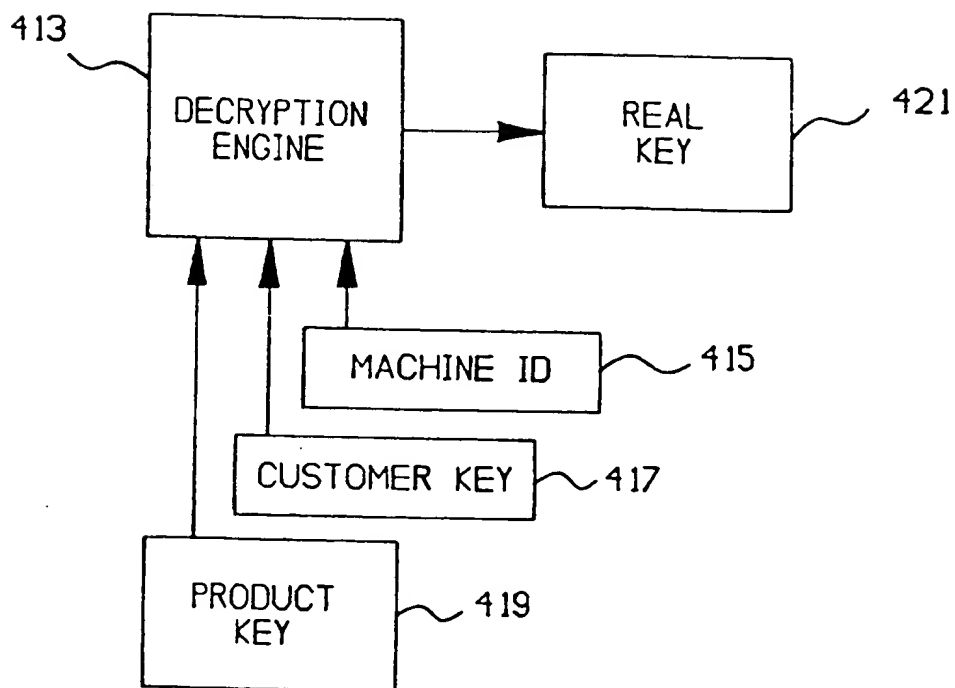 413
DECRYPTION
ENGINE
REAL
KEY
421
MACHINE ID
415
CUSTOMER KEY
417
PRODUCT
KEY
419